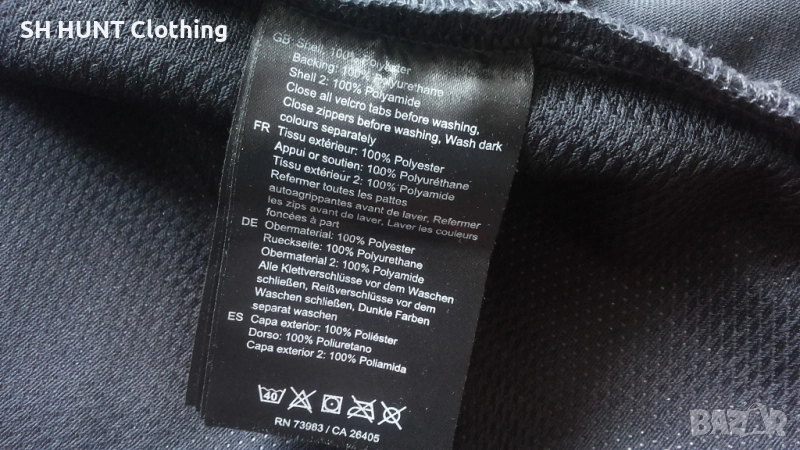 SH HUNT Clothing
GB Shell: 100% Polyester
Backing: 100% Polyurethane
Shell 2: 100% Polyamide
Close all velcro tabs before washing,
Close zippers before washing, Wash dark
colours separately
FR Tissu extérieur: 100% Polyester
Appui or soutien: 100% Polyuréthane
Tissu extérieur 2: 100% Polyamide
Refermer toutes les pattes
autoagrippantes avant de laver, Refermer
les zips avant de laver, Laver les couleurs
foncées à part
DE Obermaterial: 100% Polyester
Rueckseite: 100% Polyurethane
Obermaterial 2: 100% Polyamide
Alle Klettverschlüsse vor dem Waschen
schließen, Reißverschlüsse vor dem
Waschen schließen, Dunkle Farben
separat waschen
ES Capa exterior: 100% Poliéster
Dorso: 100% Poliuretano
Capa exterior 2: 100% Poliamida
40
RN 73983 / CA 26405
BAZAR